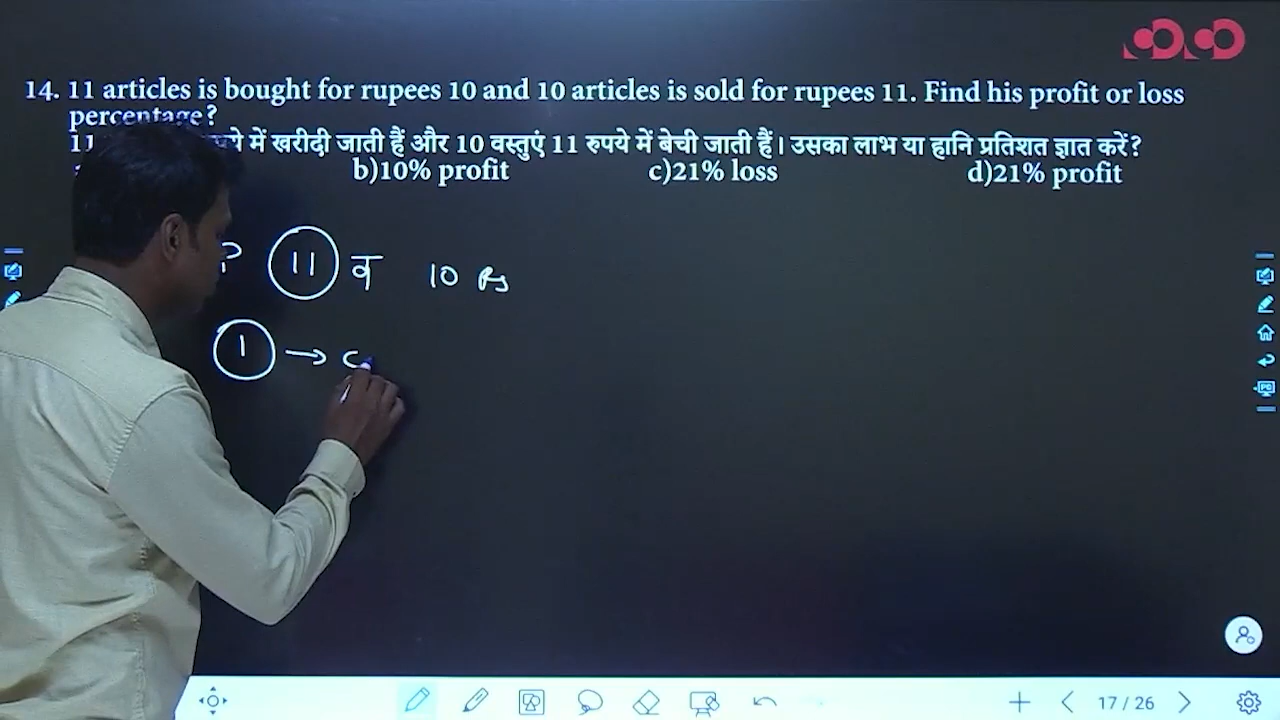 14. 11 articles is bought for rupees 10 and 10 articles is sold for rupees 11. Find his profit or loss
percentage?
11 में खरीदी जाती हैं और 10 वस्तुएं 11 रुपये में बेची जाती हैं। उसका लाभ या हानि प्रतिशत ज्ञात करें?
b)10% profit c)21% loss d)21% profit
11 व 10 Rs
1 → C
17 / 26